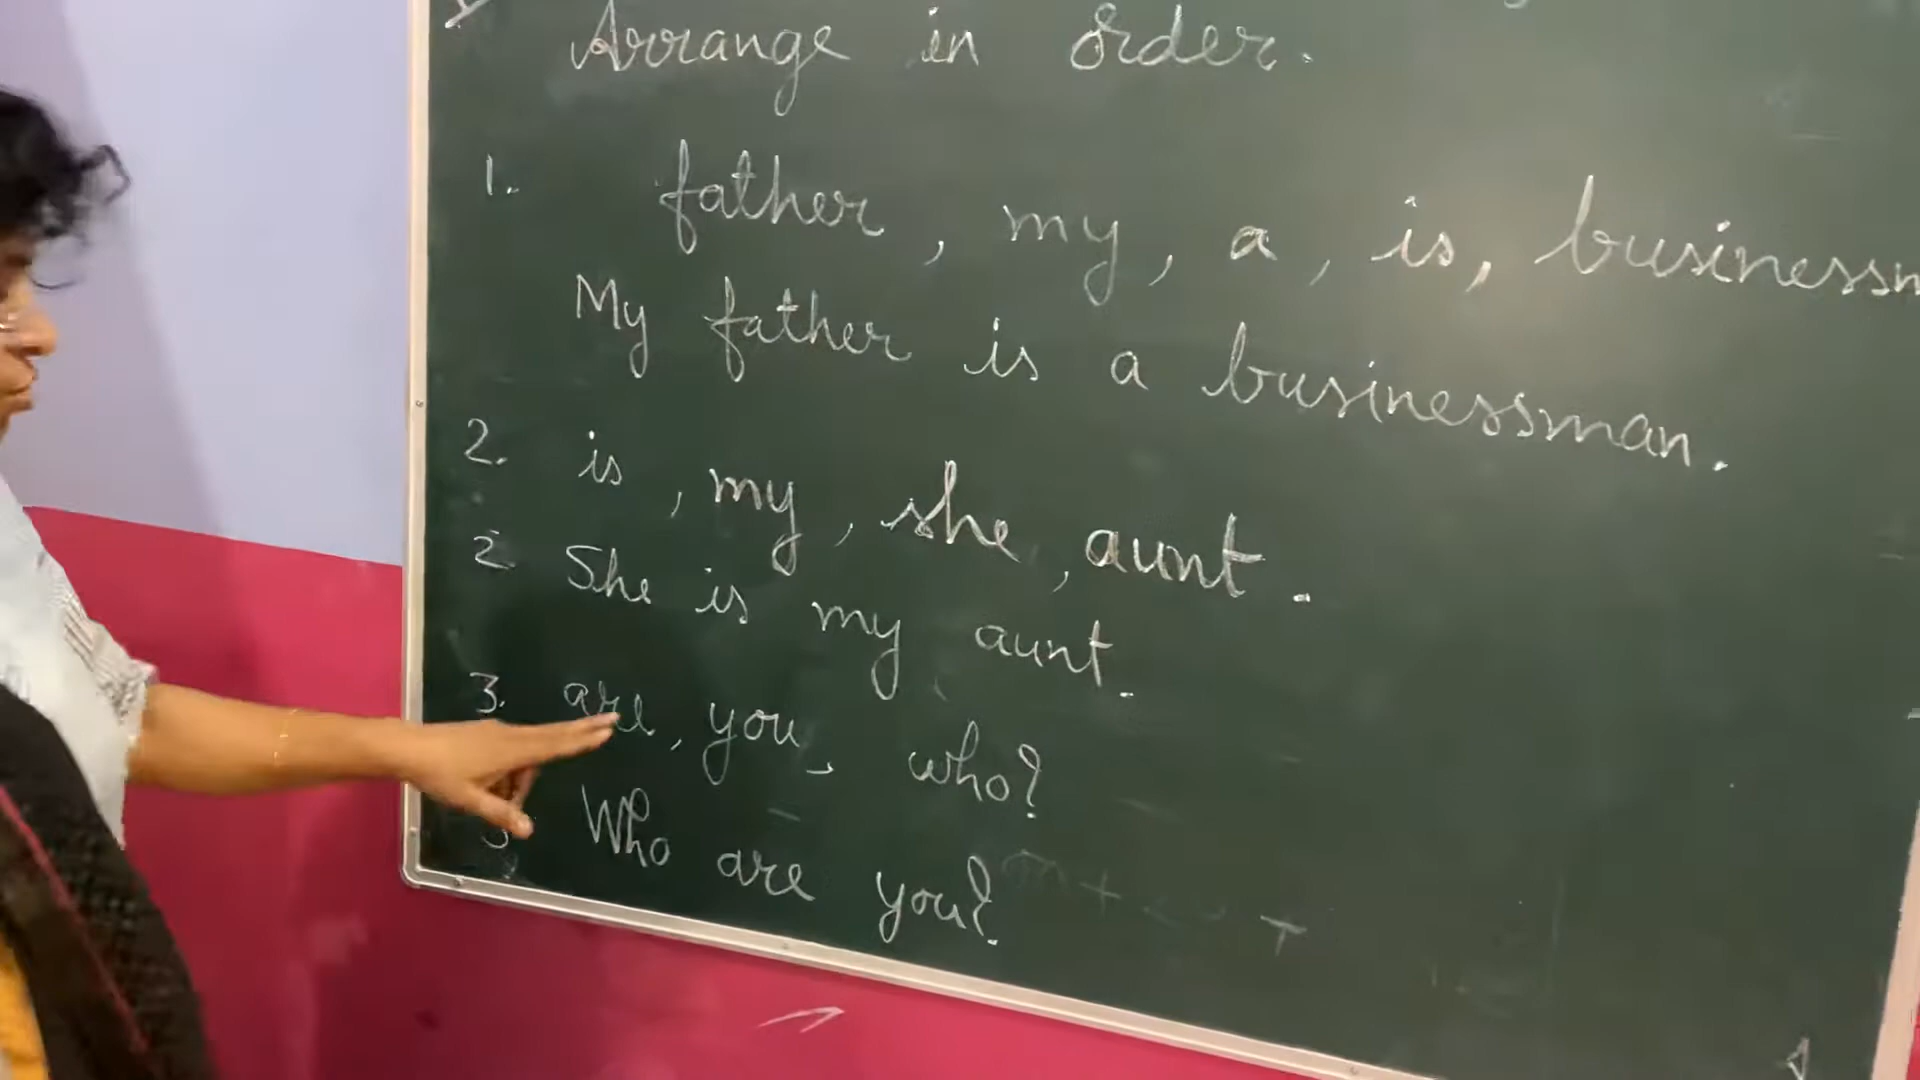 Arrange in order.
1. father, my, a, is, businessm
My father is a businessman.
2. is, my, she, aunt.
2 She is my aunt.
3. are, you, who?
3 Who are you?